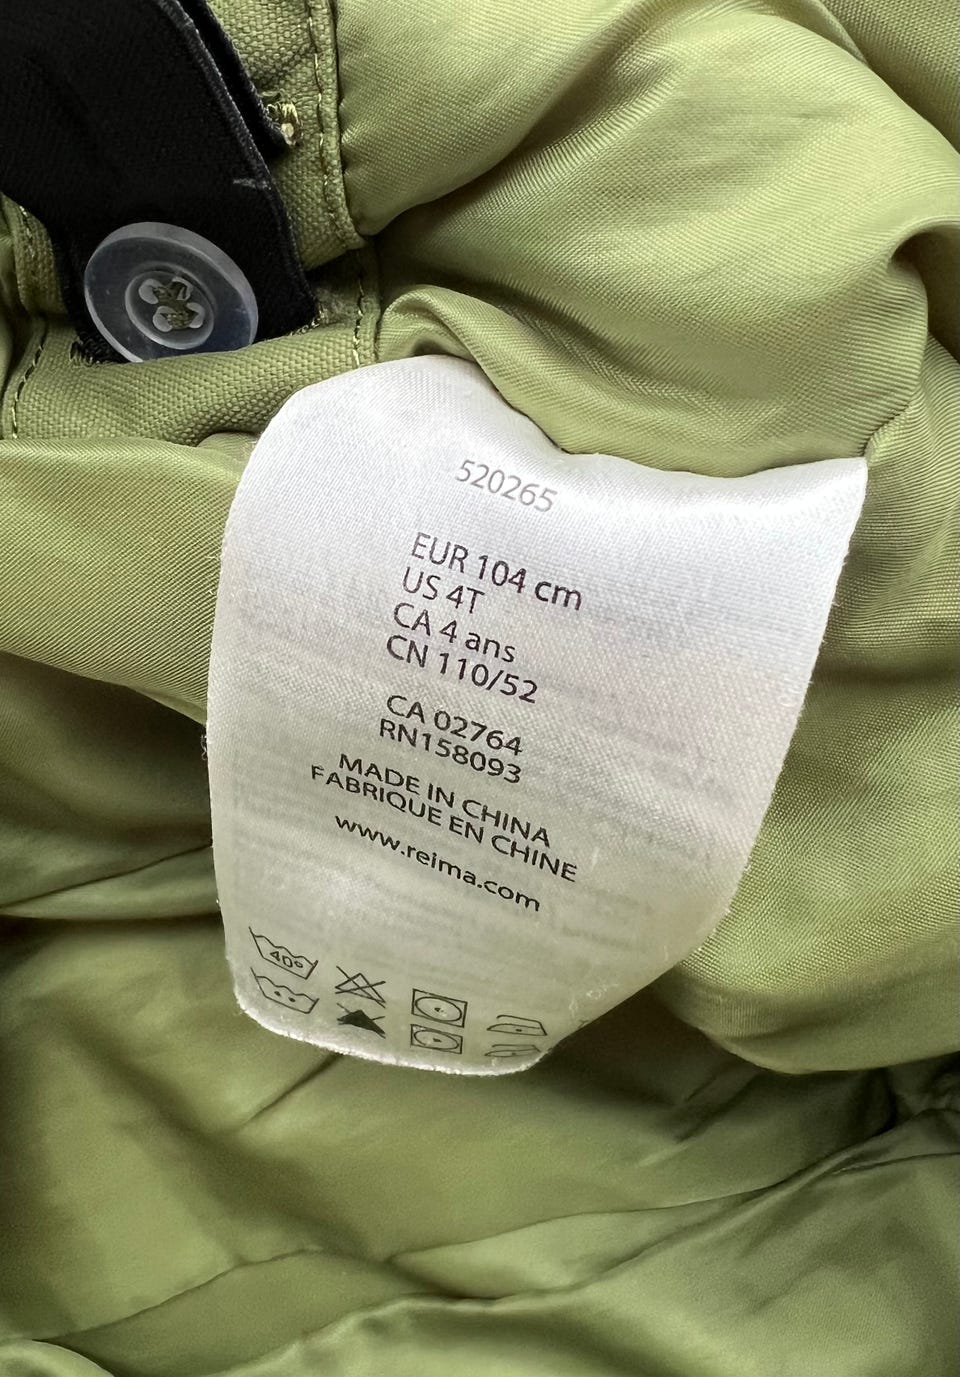 520265
EUR 104 cm
US 4T
CA 4 ans
CN 110/52
CA 02764
RN158093
MADE IN CHINA
FABRIQUE EN CHINE
www.reima.com
40°